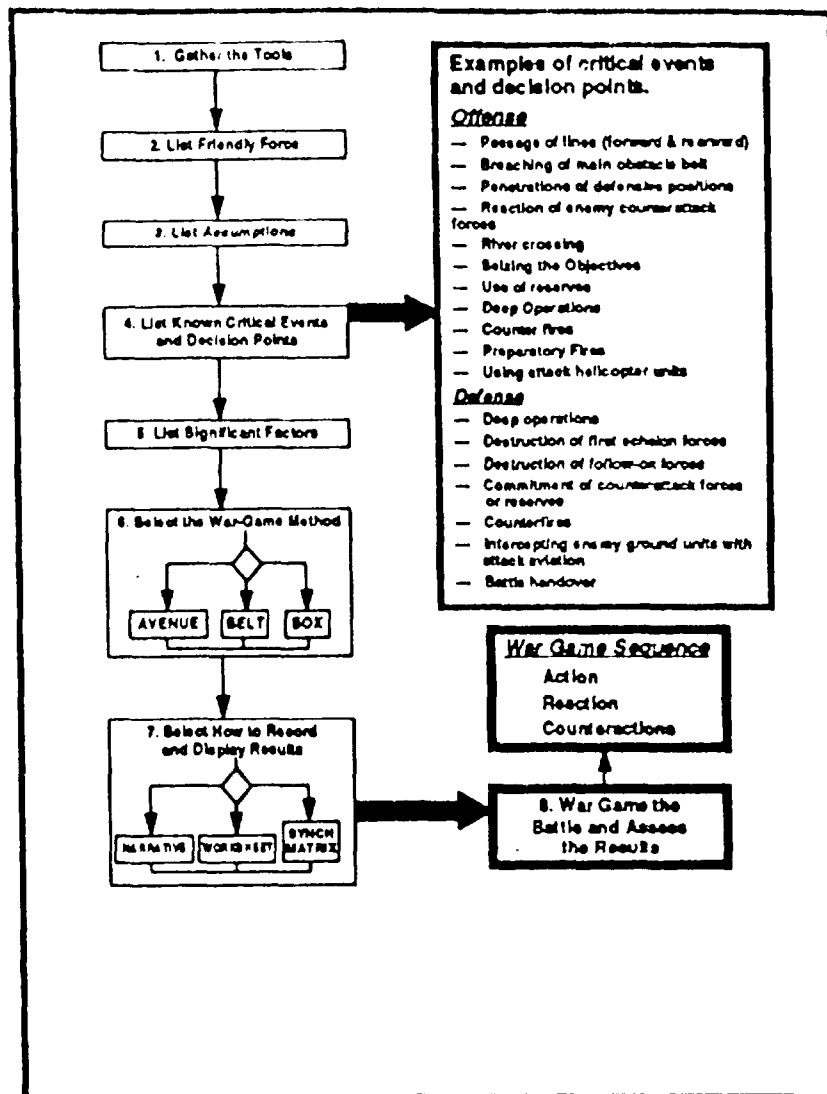 1. Gather the Tools
2. List Friendly Force
3. List Assumptions
4. List Known Critical Events
and Decision Points
5 List Significant Factors
6. Select the War-Game Method
AVENUE
BELT
BOX
7. Select How to Record
and Display Results
NARRATIVE
WORKSHEET
SYNCH
MATRIX
Examples of critical events
and decision points.
Offense
— Passage of lines (forward & rearward)
— Breaching of main obstacle belt
— Penetrations of defensive positions
— Reaction of enemy counterattack
forces
— River crossing
— Seizing the Objectives
— Use of reserves
— Deep Operations
— Counter fires
— Preparatory Fires
— Using attack helicopter units
Defense
— Deep operations
— Destruction of first echelon forces
— Destruction of follow-on forces
— Commitment of counterattack forces
or reserves
— Counterfires
— Intercepting enemy ground units with
attack aviation
— Battle handover
War Game Sequence
Action
Reaction
Counteractions
8. War Game the
Battle and Assess
the Results